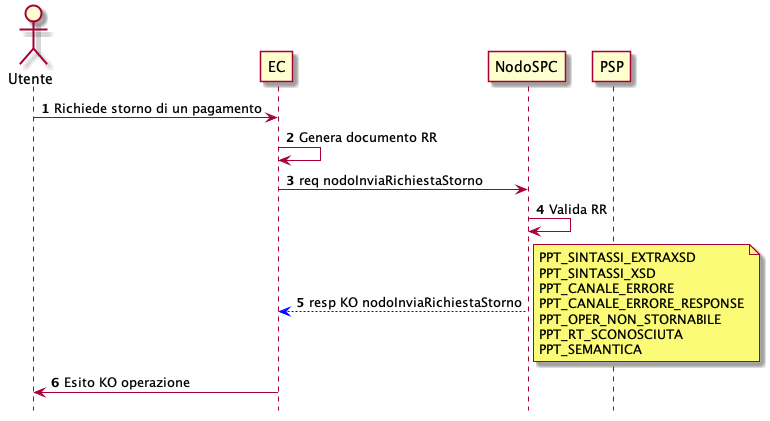 Utente
EC
NodoSPC
PSP
1 Richiede storno di un pagamento
2 Genera documento RR
3 req nodoInviaRichiestaStorno
4 Valida RR
PPT_SINTASSI_EXTRAXSD
PPT_SINTASSI_XSD
PPT_CANALE_ERRORE
PPT_CANALE_ERRORE_RESPONSE
PPT_OPER_NON_STORNABILE
PPT_RT_SCONOSCIUTA
PPT_SEMANTICA
5 resp KO nodoInviaRichiestaStorno
6 Esito KO operazione